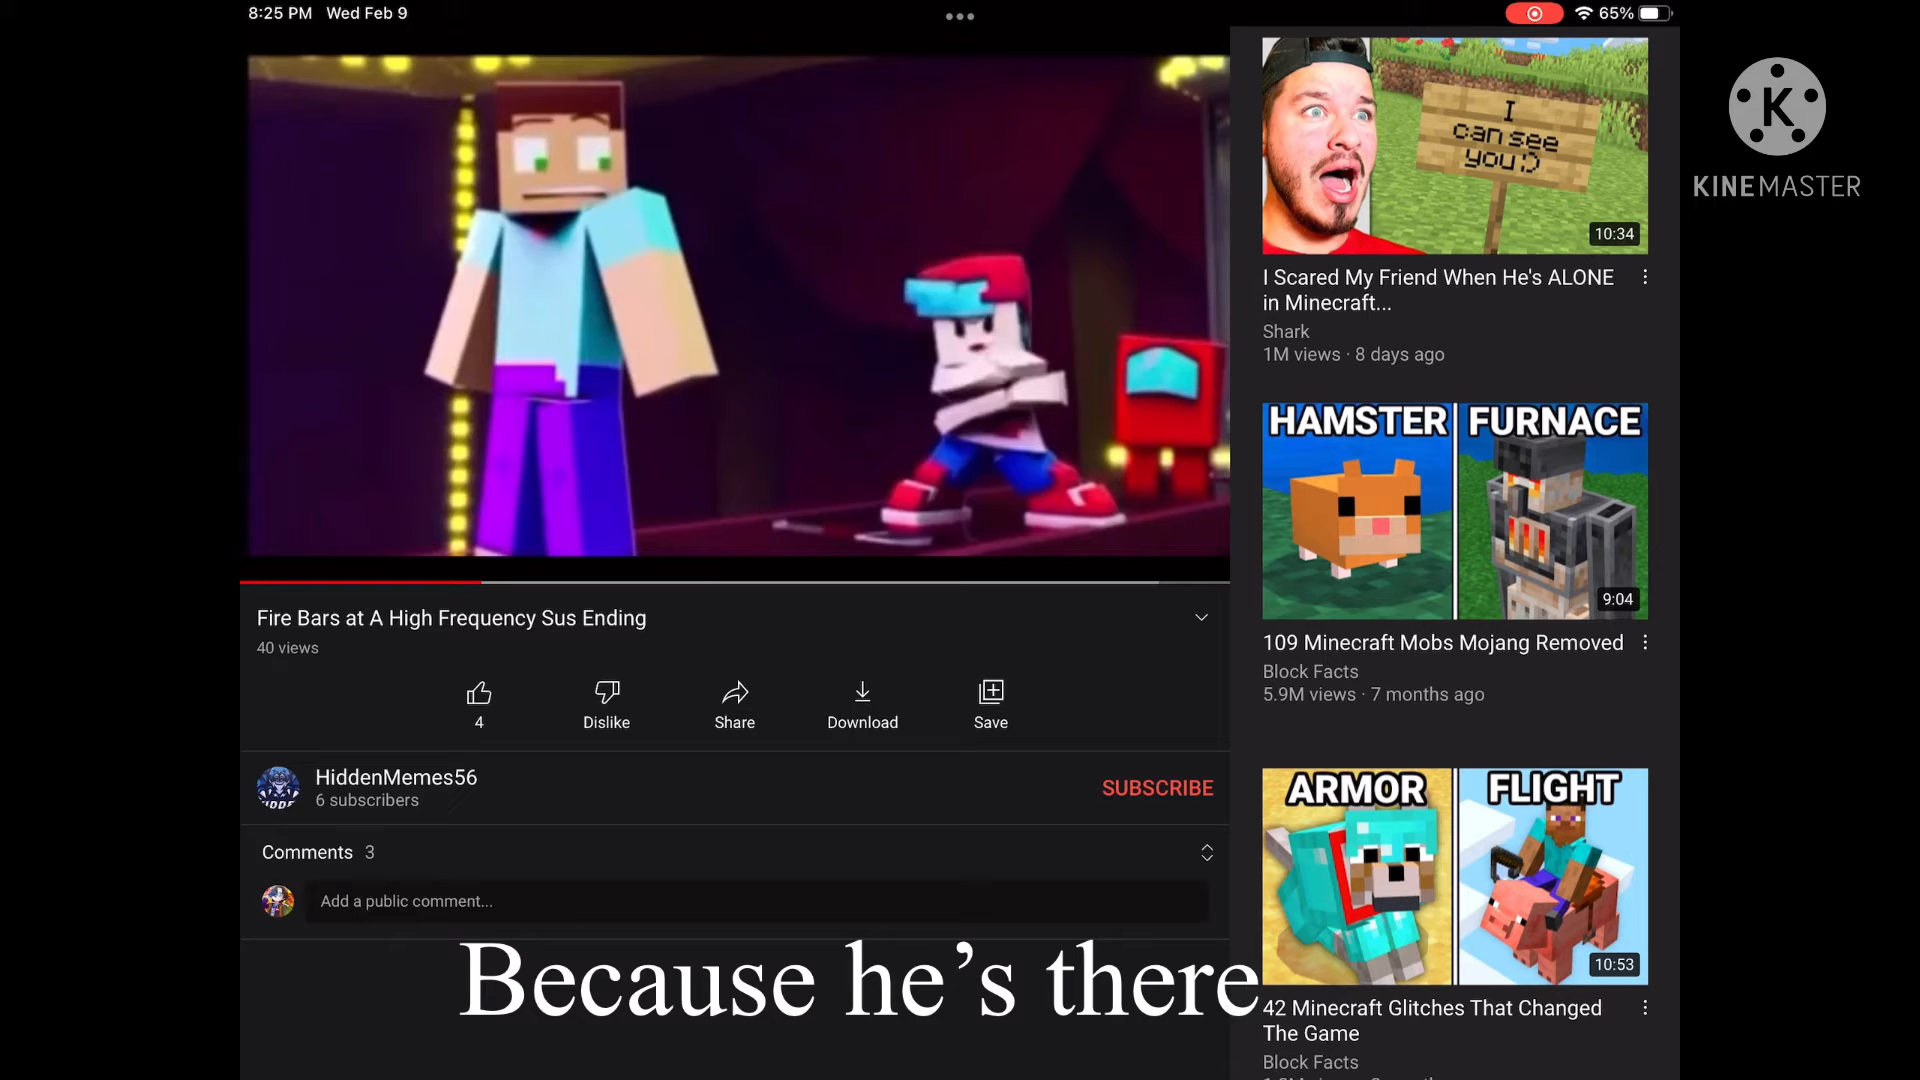 8:25 PM Wed Feb 9
65%
I
can see
you :)
10:34
I Scared My Friend When He's ALONE
in Minecraft...
Shark
1M views · 8 days ago
KINEMASTER
HAMSTER
FURNACE
9:04
109 Minecraft Mobs Mojang Removed
Block Facts
5.9M views · 7 months ago
ARMOR
FLIGHT
10:53
42 Minecraft Glitches That Changed
The Game
Block Facts
Fire Bars at A High Frequency Sus Ending
40 views
4
Dislike
Share
Download
Save
HiddenMemes56
6 subscribers
SUBSCRIBE
Comments 3
Add a public comment...
Because he’s there